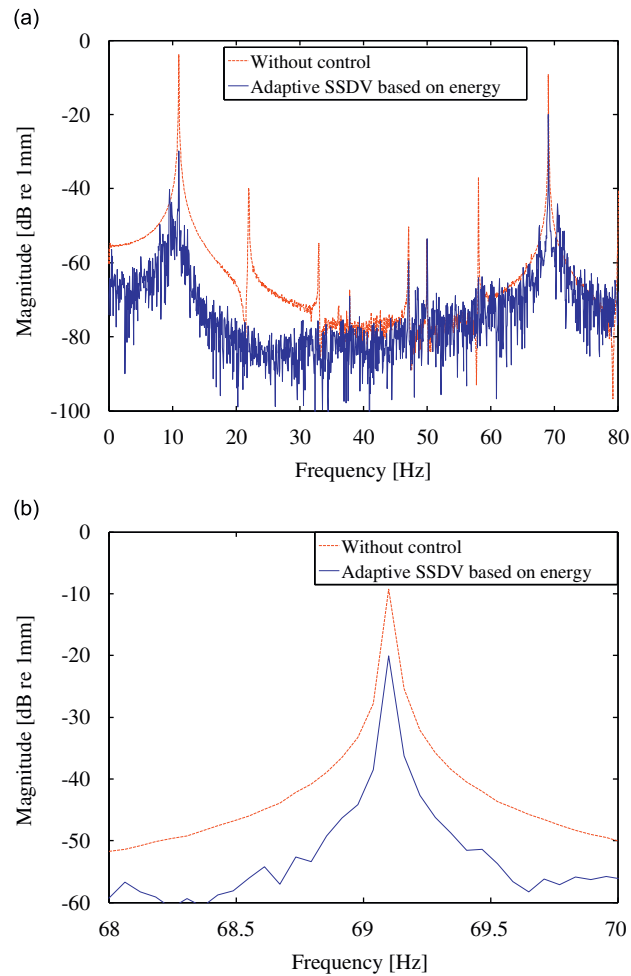 (a)
0
-20
-40
-60
-80
-100
Magnitude [dB re 1mm]
Without control
Adaptive SSDV based on energy
0 10 20 30 40 50 60 70 80
Frequency [Hz]
(b)
0
-10
-20
-30
-40
-50
-60
Magnitude [dB re 1mm]
Without control
Adaptive SSDV based on energy
68 68.5 69 69.5 70
Frequency [Hz]